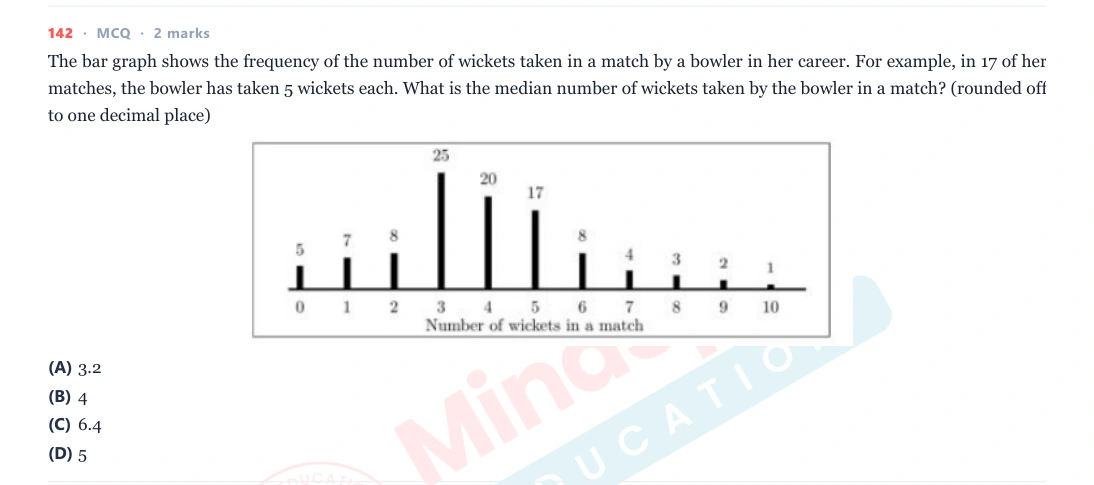 142 · MCQ · 2 marks
The bar graph shows the frequency of the number of wickets taken in a match by a bowler in her career. For example, in 17 of her
matches, the bowler has taken 5 wickets each. What is the median number of wickets taken by the bowler in a match? (rounded off
to one decimal place)
25
20
17
5 7 8 8 4 3 2 1
0 1 2 3 4 5 6 7 8 9 10
Number of wickets in a match
(A) 3.2
(B) 4
(C) 6.4
(D) 5